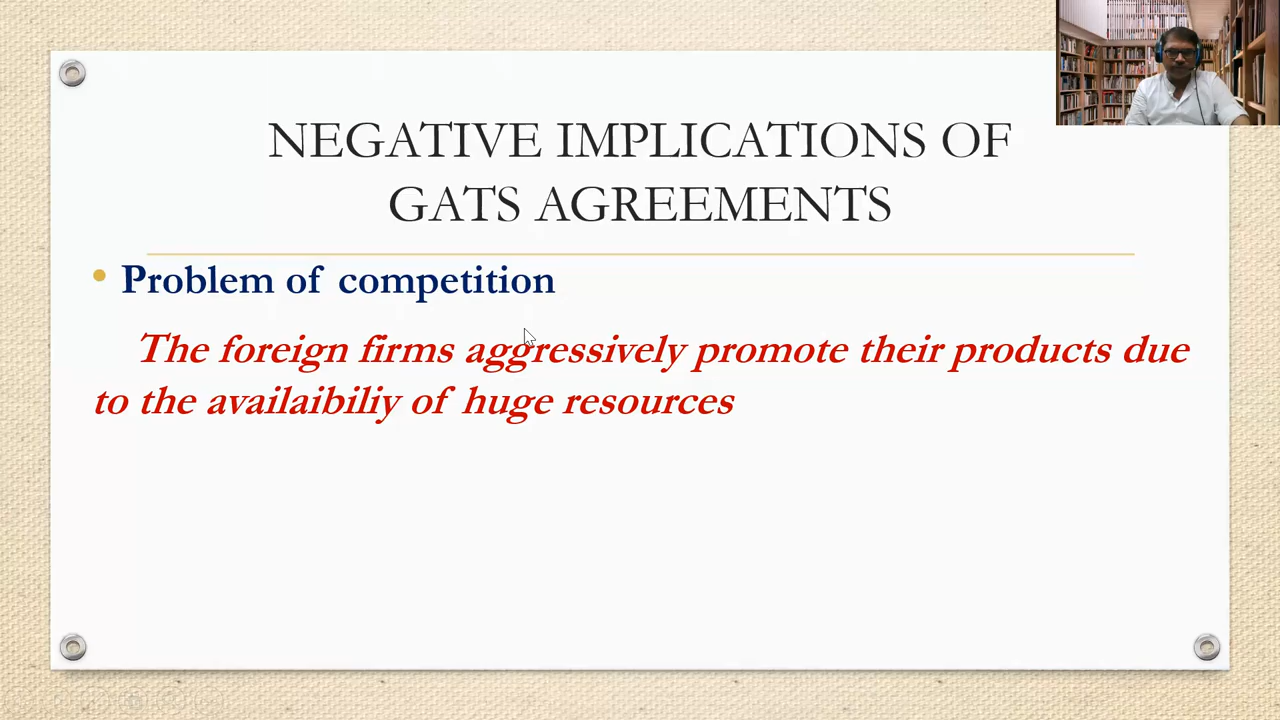 NEGATIVE IMPLICATIONS OF
GATS AGREEMENTS
• Problem of competition
The foreign firms aggressively promote their products due
to the availaibiliy of huge resources